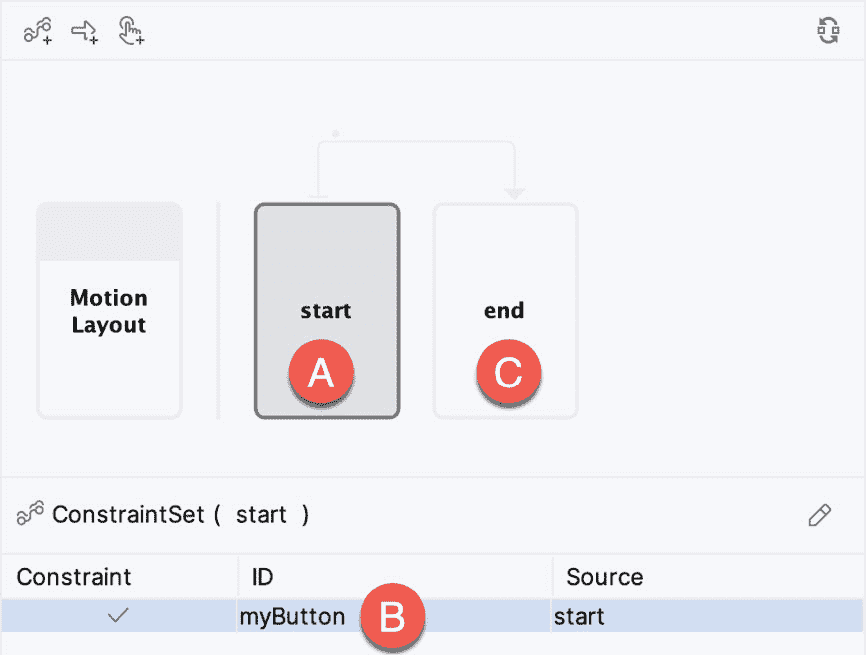 Motion
Layout
start
end
A
C
ConstraintSet ( start )
Constraint ID Source
myButton B start